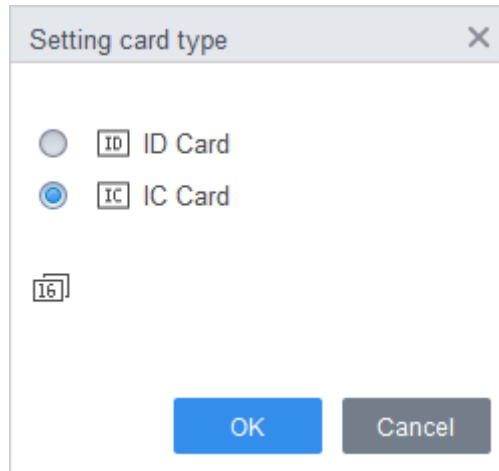 Setting card type
ID ID Card
IC IC Card
16
OK Cancel